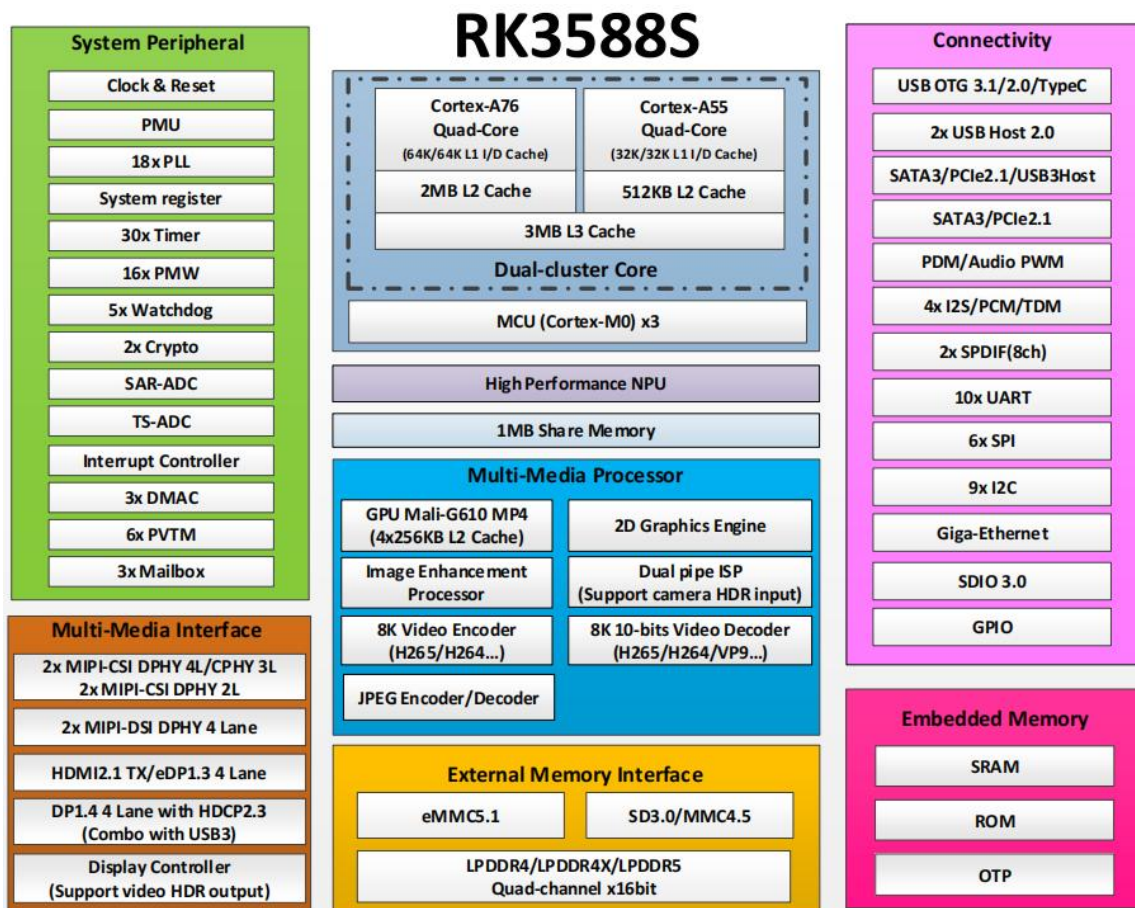 RK3588S
System Peripheral
Clock & Reset
PMU
18x PLL
System register
30x Timer
16x PMW
5x Watchdog
2x Crypto
SAR-ADC
TS-ADC
Interrupt Controller
3x DMAC
6x PVTM
3x Mailbox
Multi-Media Interface
2x MIPI-CSI DPHY 4L/CPHY 3L
2x MIPI-CSI DPHY 2L
2x MIPI-DSI DPHY 4 Lane
HDMI2.1 TX/eDP1.3 4 Lane
DP1.4 4 Lane with HDCP2.3
(Combo with USB3)
Display Controller
(Support video HDR output)
Cortex-A76
Quad-Core
(64K/64K L1 I/D Cache)
2MB L2 Cache
Cortex-A55
Quad-Core
(32K/32K L1 I/D Cache)
512KB L2 Cache
3MB L3 Cache
Dual-cluster Core
MCU (Cortex-M0) x3
High Performance NPU
1MB Share Memory
Multi-Media Processor
GPU Mali-G610 MP4
(4x256KB L2 Cache)
2D Graphics Engine
Image Enhancement
Processor
Dual pipe ISP
(Support camera HDR input)
8K Video Encoder
(H265/H264...)
8K 10-bits Video Decoder
(H265/H264/VP9...)
JPEG Encoder/Decoder
External Memory Interface
eMMC5.1
SD3.0/MMC4.5
LPDDR4/LPDDR4X/LPDDR5
Quad-channel x16bit
Connectivity
USB OTG 3.1/2.0/TypeC
2x USB Host 2.0
SATA3/PCIe2.1/USB3Host
SATA3/PCIe2.1
PDM/Audio PWM
4x I2S/PCM/TDM
2x SPDIF(8ch)
10x UART
6x SPI
9x I2C
Giga-Ethernet
SDIO 3.0
GPIO
Embedded Memory
SRAM
ROM
OTP